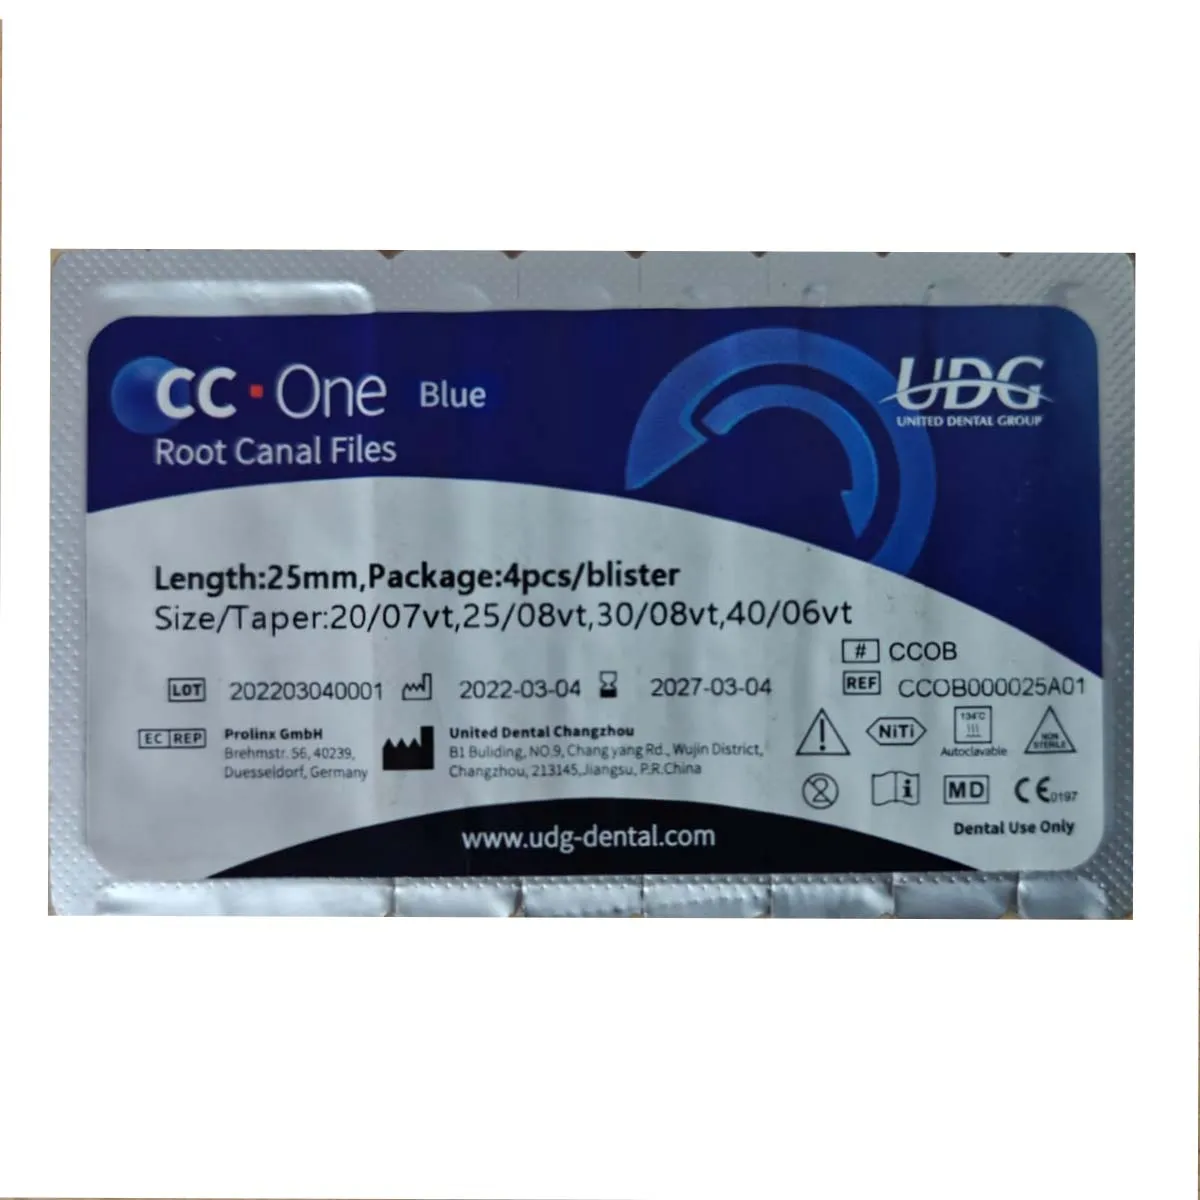 CC·One Blue
Root Canal Files
UDG
UNITED DENTAL GROUP
Length:25mm,Package:4pcs/blister
Size/Taper:20/07vt,25/08vt,30/08vt,40/06vt
# CCOB
LOT 202203040001 2022-03-04 2027-03-04
REF CCOB000025A01
EC REP Prolinx GmbH
Brehmstr. 56, 40239,
Duesseldorf, Germany
United Dental Changzhou
B1 Buliding, NO.9, Chang yang Rd., Wujin District,
Changzhou, 213145,Jiangsu, P.R.China
NiTi
134°C
Autoclavable
NON
STERILE
2
i
MD
CE0197
Dental Use Only
www.udg-dental.com